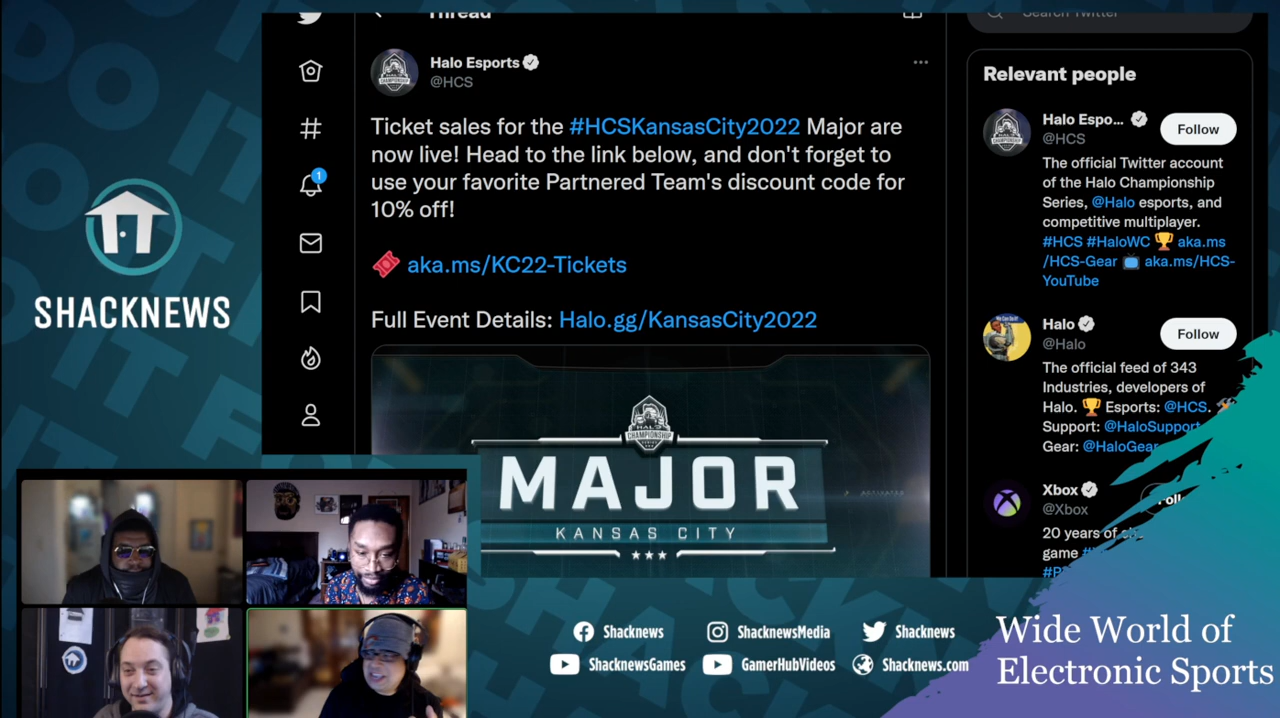 Thread
Search Twitter
Halo Esports
@HCS
Ticket sales for the #HCSKansasCity2022 Major are
now live! Head to the link below, and don't forget to
use your favorite Partnered Team's discount code for
10% off!
aka.ms/KC22-Tickets
Full Event Details: Halo.gg/KansasCity2022
HALO
CHAMPIONSHIP
MAJOR
KANSAS CITY
1
SHACKNEWS
Relevant people
Halo Espo...
@HCS
Follow
The official Twitter account
of the Halo Championship
Series, @Halo esports, and
competitive multiplayer.
#HCS #HaloWC 🏆 aka.ms
/HCS-Gear 📺 aka.ms/HCS-
YouTube
Halo
@Halo
Follow
The official feed of 343
Industries, developers of
Halo. 🏆 Esports: @HCS.
Support: @HaloSupport
Gear: @HaloGear
Xbox
@Xbox
20 years of
game
Shacknews
ShacknewsMedia
Shacknews
ShacknewsGames
GamerHubVideos
Shacknews.com
Wide World of
Electronic Sports